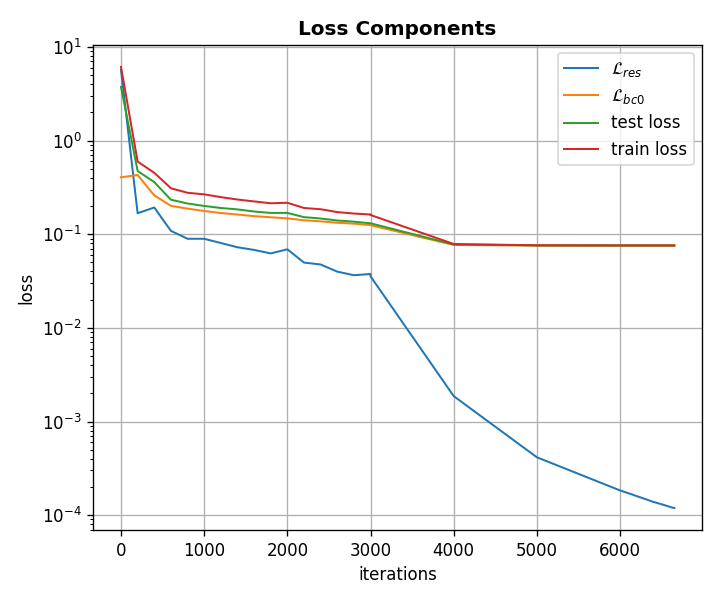 Loss Components
10^1
10^0
10^-1
10^-2
10^-3
10^-4
loss
0 1000 2000 3000 4000 5000 6000
iterations
ℒ_res
ℒ_bc0
test loss
train loss